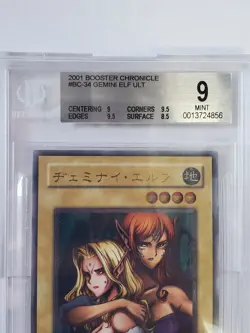 2001 BOOSTER CHRONICLE
#BC-34 GEMINI ELF ULT
CENTERING 9 CORNERS 9.5
EDGES 9.5 SURFACE 8.5
9
MINT
0013724856
ヂェミナイ・エルフ
地